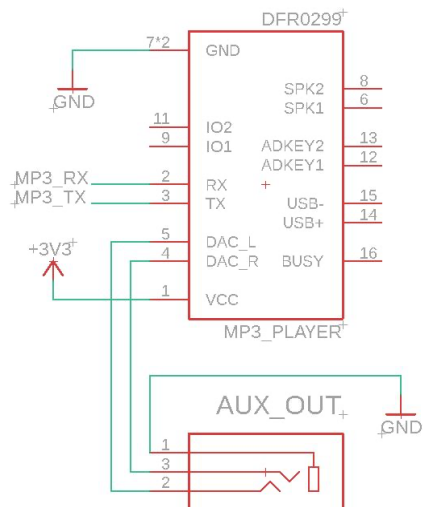 DFR0299
7*2 GND
GND
SPK2 8
SPK1 6
11 IO2
9 IO1
ADKEY2 13
ADKEY1 12
MP3_RX 2 RX
MP3_TX 3 TX
USB- 15
USB+ 14
5 DAC_L
4 DAC_R
BUSY 16
+3V3
1 VCC
MP3_PLAYER
AUX_OUT
GND
1
3
2